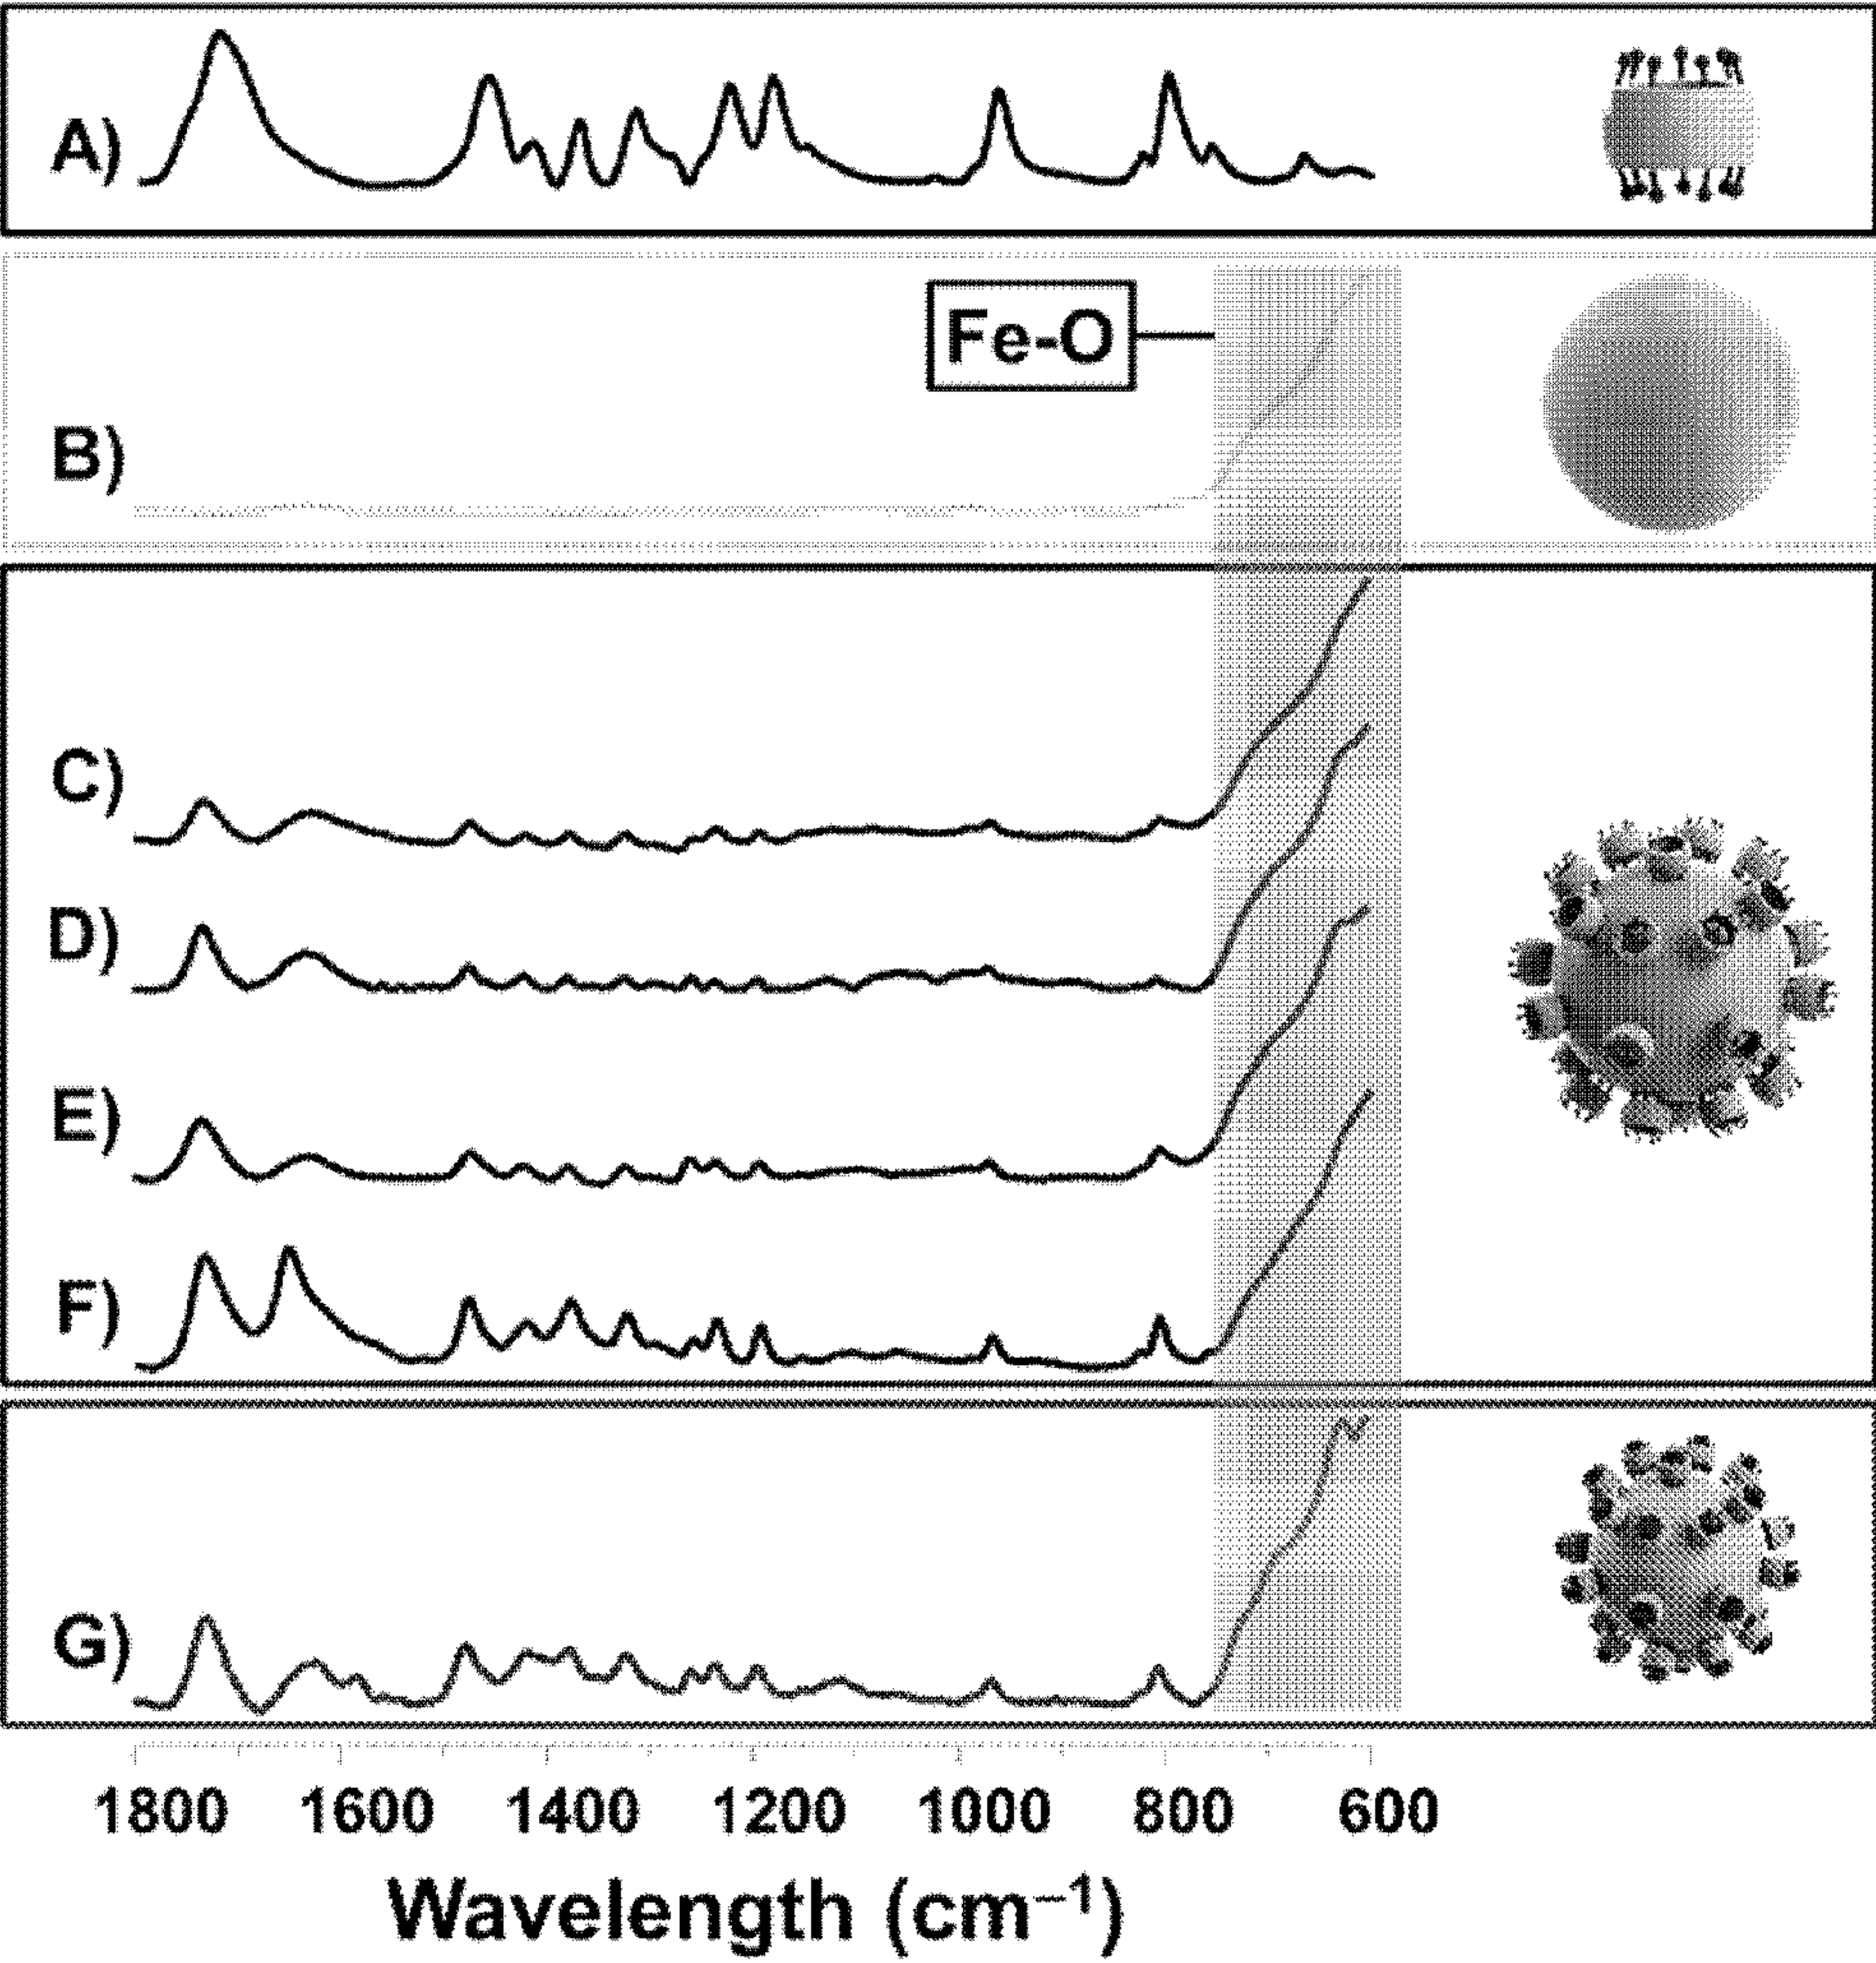 A)
Fe-O
B)
C)
D)
E)
F)
G)
1800 1600 1400 1200 1000 800 600
Wavelength (cm⁻¹)